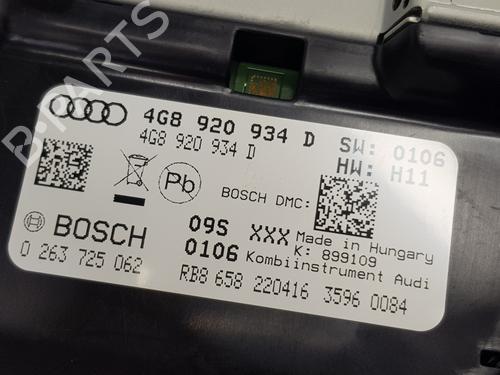 B-PARTS
4G8 920 934 D
4G8 920 934 D
SW: 0106
HW: H11
Pb
BOSCH DMC:
BOSCH
0 263 725 062
09S XXX
0106
Made in Hungary
K: 899109
Kombiinstrument Audi
RB8 658 220416 3596 0084